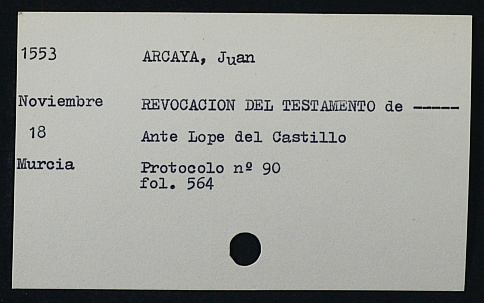 1553 ARCAYA, Juan
Noviembre REVOCACION DEL TESTAMENTO de -----
18 Ante Lope del Castillo
Murcia Protocolo nº 90
fol. 564